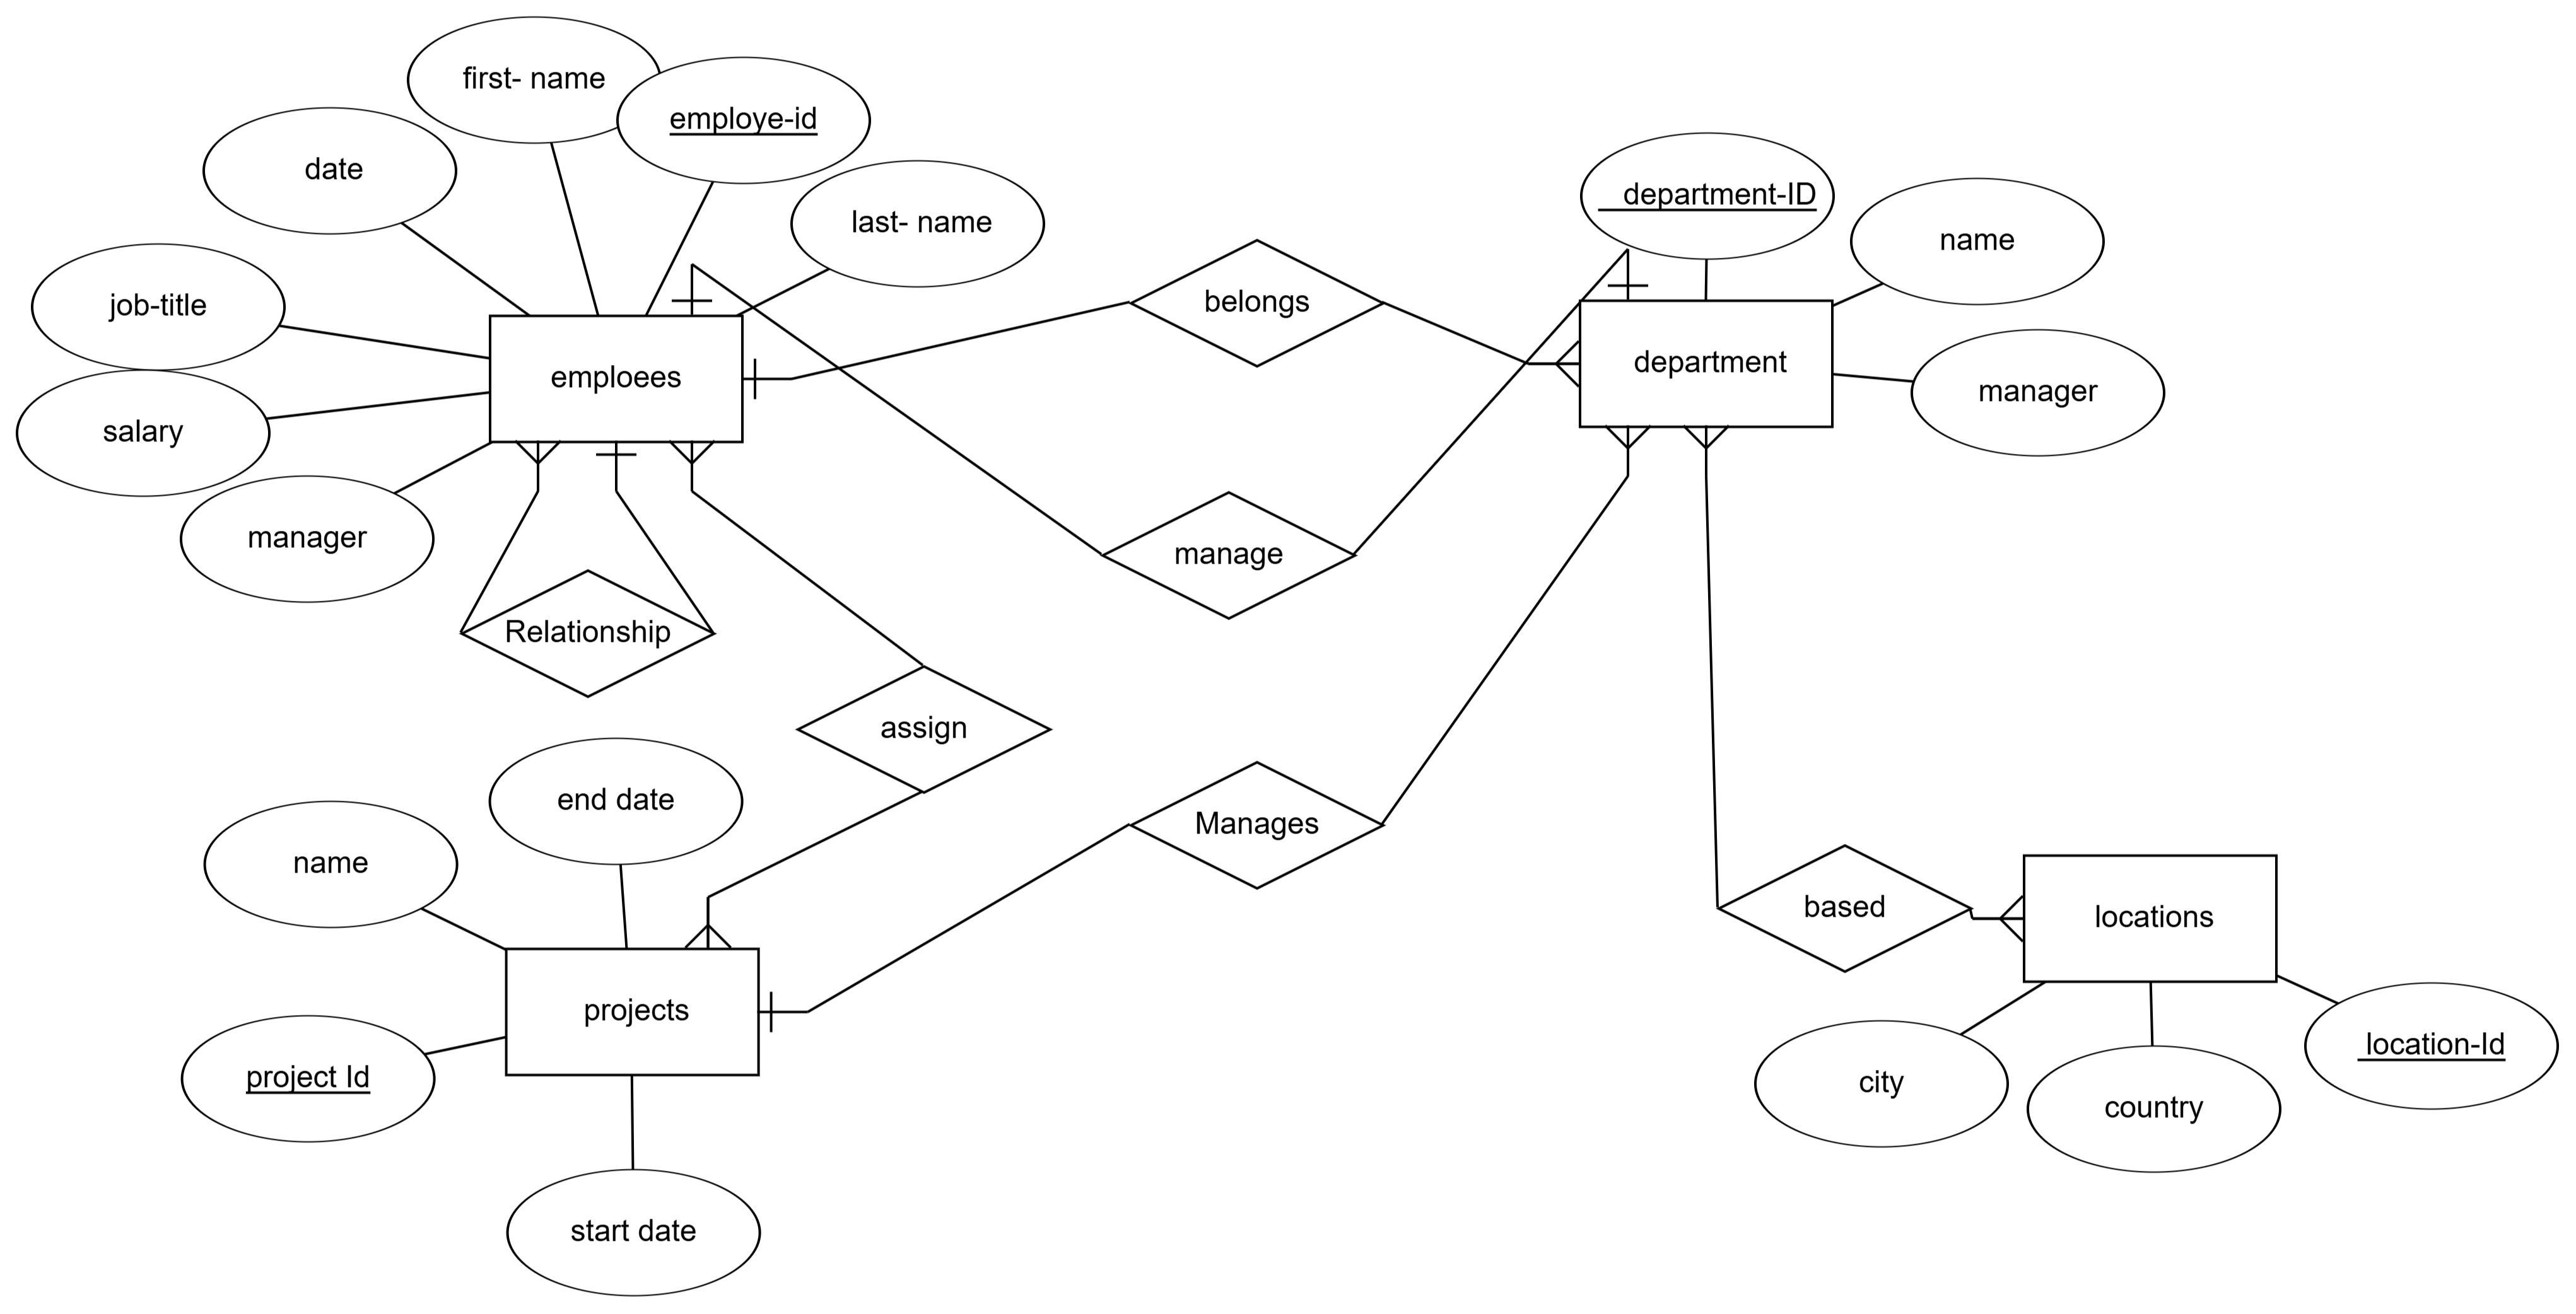 first- name
employe-id
date
last- name
department-ID
name
job-title
belongs
emploees
department
manager
salary
manager
manage
Relationship
assign
end date
Manages
name
based
locations
projects
project Id
location-Id
city
country
start date